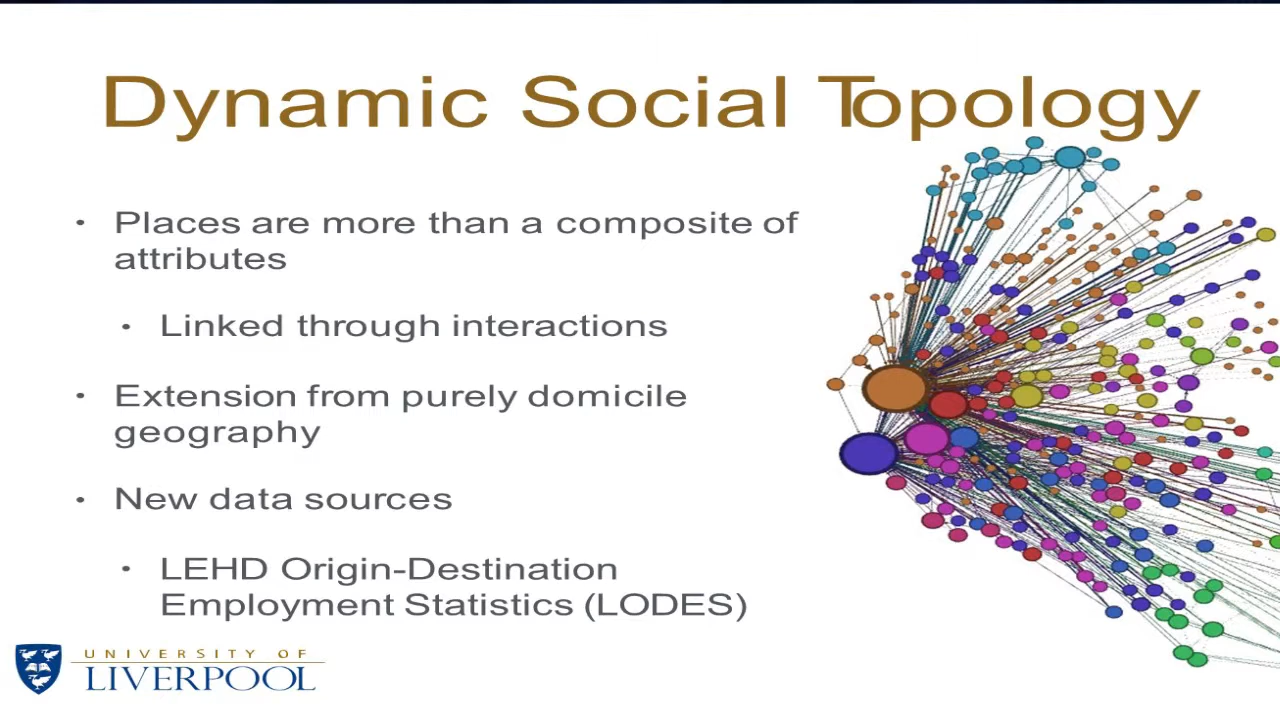 Dynamic Social Topology
• Places are more than a composite of
attributes
• Linked through interactions
• Extension from purely domicile
geography
• New data sources
• LEHD Origin-Destination
Employment Statistics (LODES)
UNIVERSITY OF
LIVERPOOL